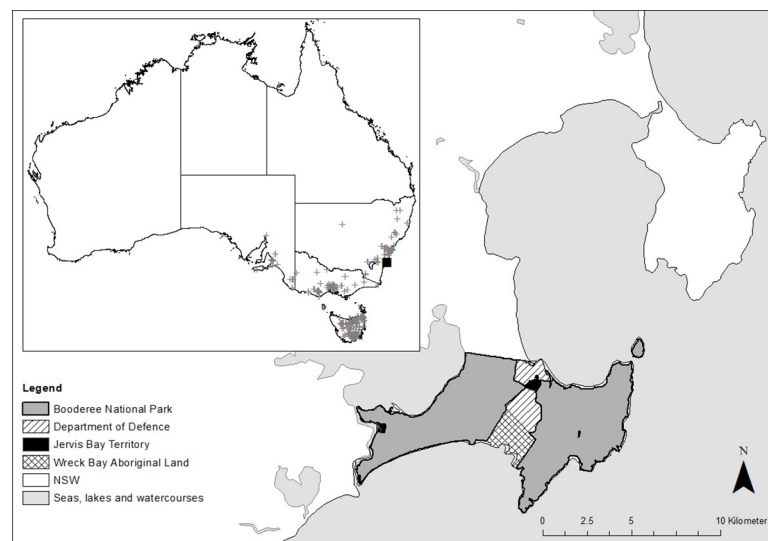 Legend
Booderee National Park
Department of Defence
Jervis Bay Territory
Wreck Bay Aboriginal Land
NSW
Seas, lakes and watercourses
N
0 2.5 5 10 Kilometer